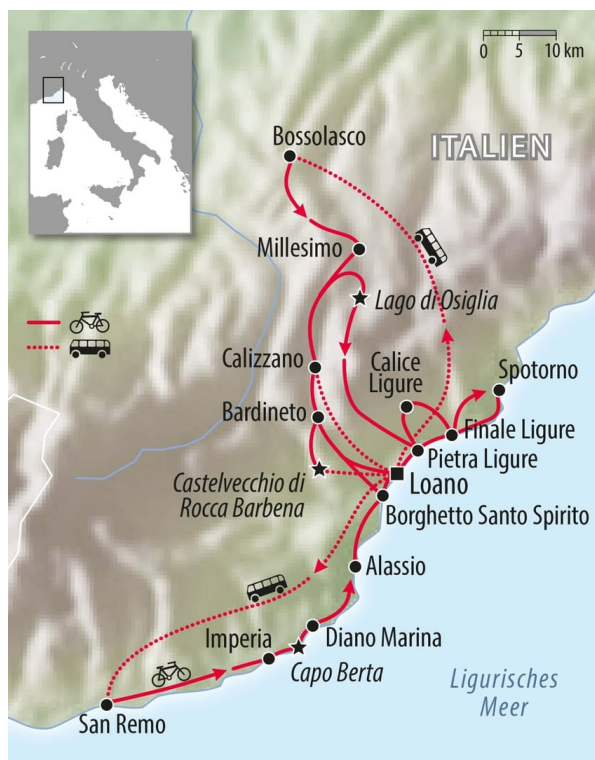 0 5 10 km
Bossolasco
ITALIEN
Millesimo
Lago di Osiglia
Calizzano
Calice
Ligure
Spotorno
Bardineto
Finale Ligure
Pietra Ligure
Castelvecchio di
Rocca Barbena
Loano
Borghetto Santo Spirito
Alassio
Imperia
Diano Marina
Capo Berta
San Remo
Ligurisches
Meer